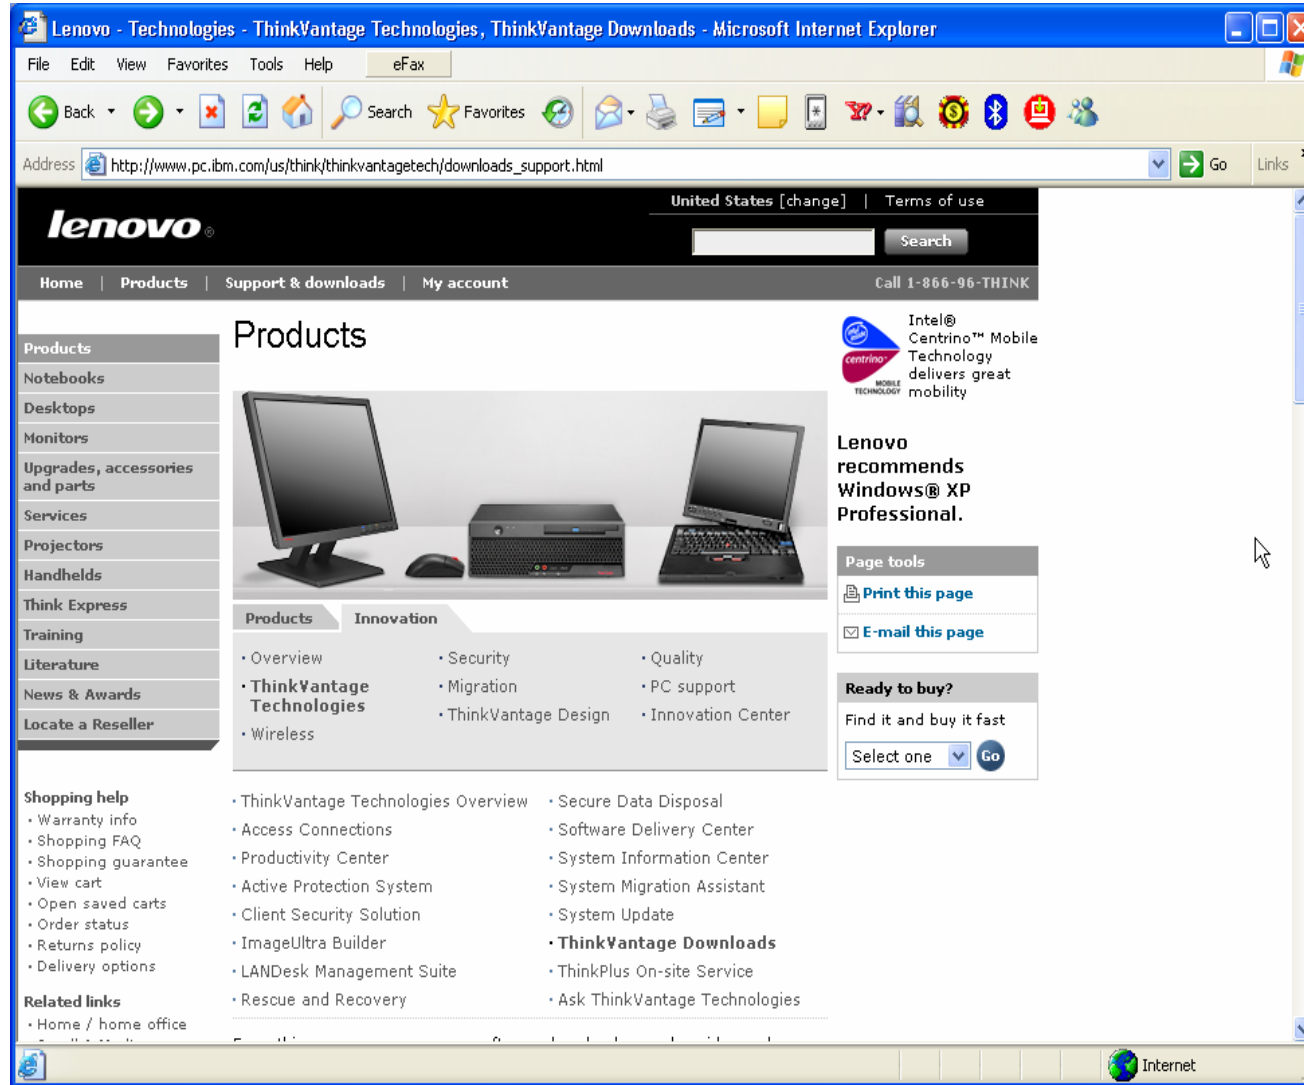 Lenovo - Technologies - ThinkVantage Technologies, ThinkVantage Downloads - Microsoft Internet Explorer
File Edit View Favorites Tools Help eFax
Back Search Favorites
Address http://www.pc.ibm.com/us/think/thinkvantagetech/downloads_support.html Go Links
United States [change] | Terms of use
lenovo®
Search
Home | Products | Support & downloads | My account
Call 1-866-96-THINK
Products
Notebooks
Desktops
Monitors
Upgrades, accessories
and parts
Services
Projectors
Handhelds
Think Express
Training
Literature
News & Awards
Locate a Reseller
Shopping help
· Warranty info
· Shopping FAQ
· Shopping guarantee
· View cart
· Open saved carts
· Order status
· Returns policy
· Delivery options
Related links
· Home / home office
Products
Products Innovation
· Overview
· ThinkVantage
Technologies
· Wireless
· Security
· Migration
· ThinkVantage Design
· Quality
· PC support
· Innovation Center
· ThinkVantage Technologies Overview
· Access Connections
· Productivity Center
· Active Protection System
· Client Security Solution
· ImageUltra Builder
· LANDesk Management Suite
· Rescue and Recovery
· Secure Data Disposal
· Software Delivery Center
· System Information Center
· System Migration Assistant
· System Update
· ThinkVantage Downloads
· ThinkPlus On-site Service
· Ask ThinkVantage Technologies
centrino
MOBILE
TECHNOLOGY
Intel®
Centrino™ Mobile
Technology
delivers great
mobility
Lenovo
recommends
Windows® XP
Professional.
Page tools
Print this page
E-mail this page
Ready to buy?
Find it and buy it fast
Select one Go
Internet